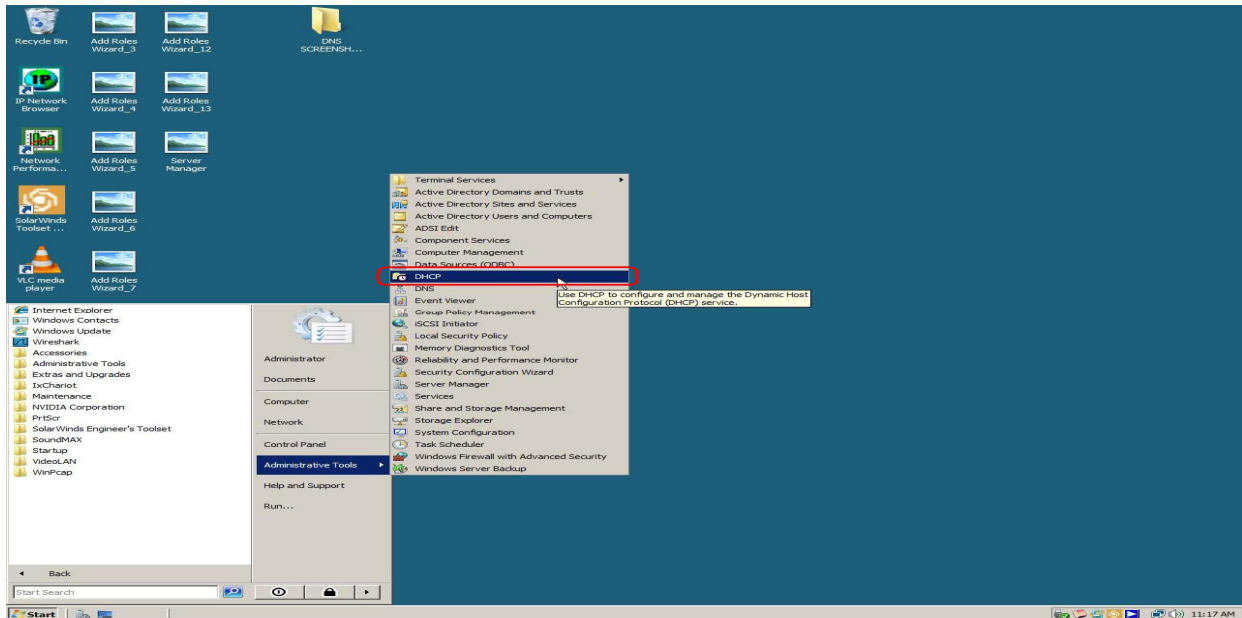 Recycle Bin
Add Roles
Wizard_3
Add Roles
Wizard_12
DNS
SCREENSH...
IP
IP Network
Browser
Add Roles
Wizard_4
Add Roles
Wizard_13
Network
Performa...
Add Roles
Wizard_5
Server
Manager
SolarWinds
Toolset ...
Add Roles
Wizard_6
VLC media
player
Add Roles
Wizard_7
Internet Explorer
Windows Contacts
Windows Update
Wireshark
Accessories
Administrative Tools
Extras and Upgrades
IxChariot
Maintenance
NVIDIA Corporation
PrtScr
SolarWinds Engineer's Toolset
SoundMAX
Startup
VideoLAN
WinPcap
Back
Start Search
Administrator
Documents
Computer
Network
Control Panel
Administrative Tools
Help and Support
Run...
Terminal Services
Active Directory Domains and Trusts
Active Directory Sites and Services
Active Directory Users and Computers
ADSI Edit
Component Services
Computer Management
Data Sources (ODBC)
DHCP
DNS
Event Viewer
Group Policy Management
iSCSI Initiator
Local Security Policy
Memory Diagnostics Tool
Reliability and Performance Monitor
Security Configuration Wizard
Server Manager
Services
Share and Storage Management
Storage Explorer
System Configuration
Task Scheduler
Windows Firewall with Advanced Security
Windows Server Backup
Use DHCP to configure and manage the Dynamic Host
Configuration Protocol (DHCP) service.
Start
11:17 AM